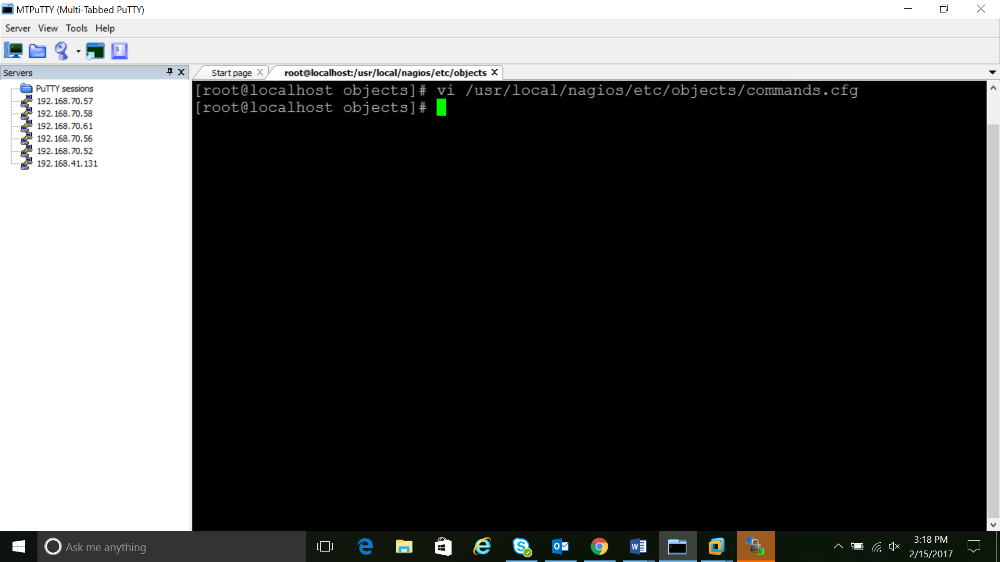 MTPuTTY (Multi-Tabbed PuTTY)
Server View Tools Help
Servers
Start page
root@localhost:/usr/local/nagios/etc/objects
PuTTY sessions
192.168.70.57
192.168.70.58
192.168.70.61
192.168.70.56
192.168.70.52
192.168.41.131
[root@localhost objects]# vi /usr/local/nagios/etc/objects/commands.cfg
[root@localhost objects]#
Ask me anything
3:18 PM
2/15/2017